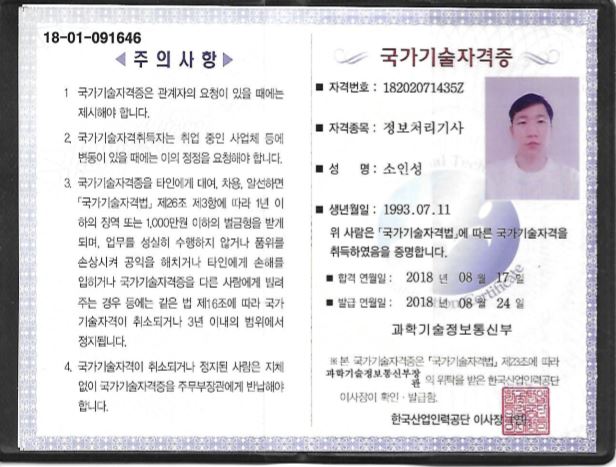 18-01-091646
주의사항
1 국가기술자격증은 관계자의 요청이 있을 때에는
제시해야 합니다.
2. 국가기술자격취득자는 취업 중인 사업체 등에
변동이 있을 때에는 이의 정정을 요청해야 합니다.
3. 국가기술자격증을 타인에게 대여, 차용, 알선하면
「국가기술자격법」 제26조 제3항에 따라 1년 이
하의 징역 또는 1,000만원 이하의 벌금형을 받게
되며, 업무를 성실히 수행하지 않거나 품위를
손상시켜 공익을 해치거나 타인에게 손해를
입히거나 국가기술자격증을 다른 사람에게 빌려
주는 경우 등에는 같은 법 제16조에 따라 국가
기술자격이 취소되거나 3년 이내의 범위에서
정지됩니다.
4. 국가기술자격이 취소되거나 정지된 사람은 지체
없이 국가기술자격증을 주무부장관에게 반납해야
합니다.
국가기술자격증
■ 자격번호 : 18202071435Z
■ 자격종목 : 정보처리기사
■ 성 명 : 소인성
■ 생년월일 : 1993.07.11
위 사람은 「국가기술자격법」에 따른 국가기술자격을
취득하였음을 증명합니다.
■ 합격 연월일 : 2018 년 08 월 17 일
■ 발급 연월일 : 2018 년 08 월 24 일
과학기술정보통신부
※ 본 국가기술자격증은 「국가기술자격법」 제23조에 따라
과학기술정보통신부장관 의 위탁을 받은 한국산업인력공단
이사장이 확인·발급함.
한국산업인력공단 이사장